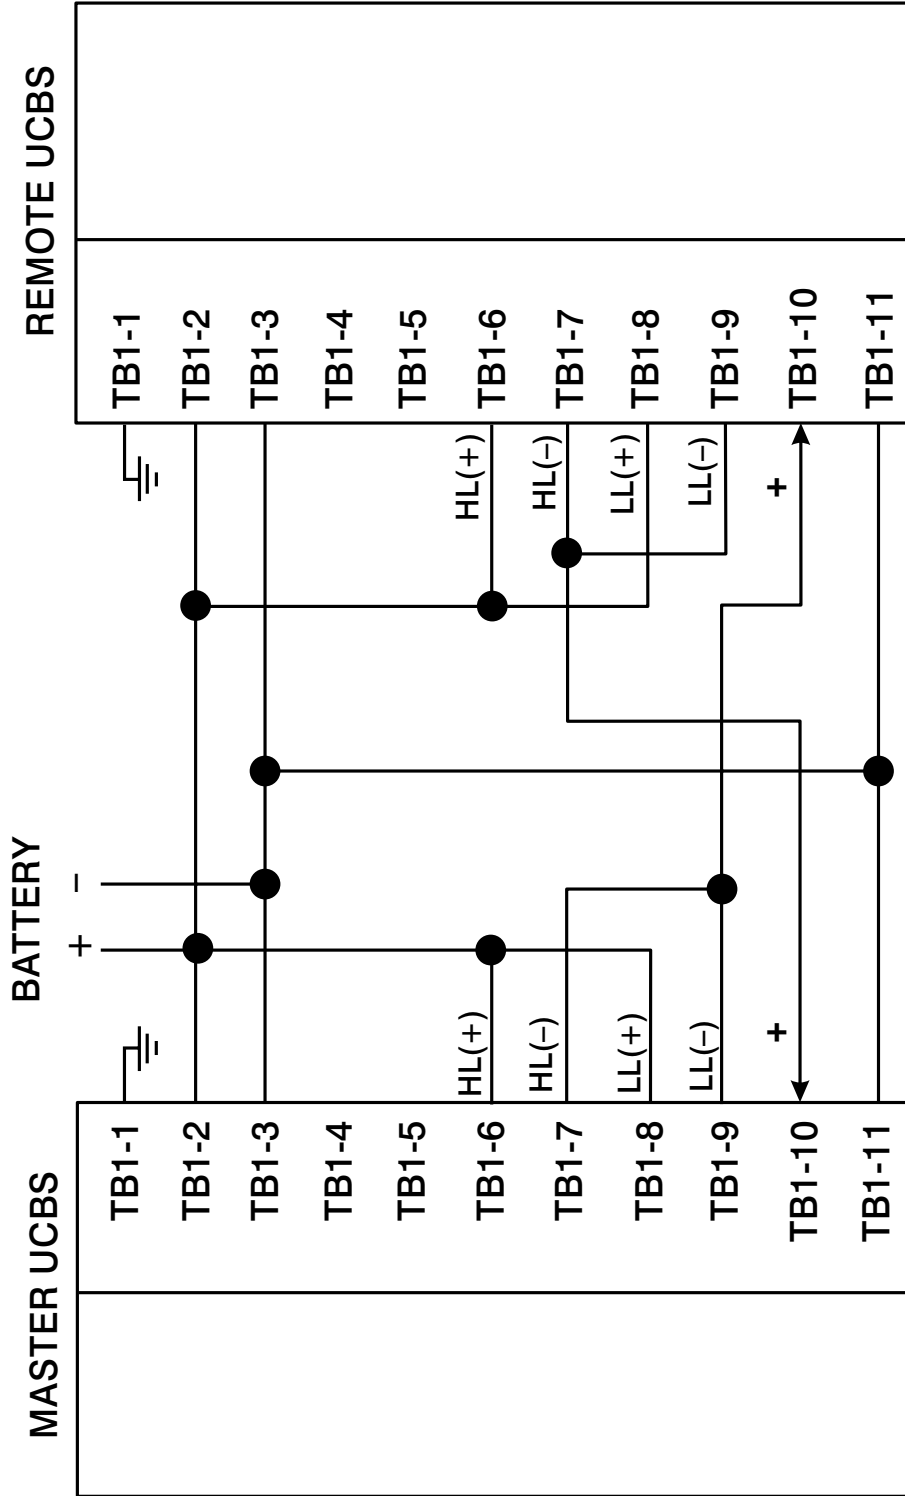 MASTER UCBS
BATTERY
+ −
REMOTE UCBS
TB1-1
TB1-1
TB1-2
TB1-2
TB1-3
TB1-3
TB1-4
TB1-4
TB1-5
TB1-5
TB1-6
HL(+)
HL(+)
TB1-6
TB1-7
HL(−)
HL(−)
TB1-7
TB1-8
LL(+)
LL(+)
TB1-8
TB1-9
LL(−)
LL(−)
TB1-9
TB1-10
+
+
TB1-10
TB1-11
TB1-11